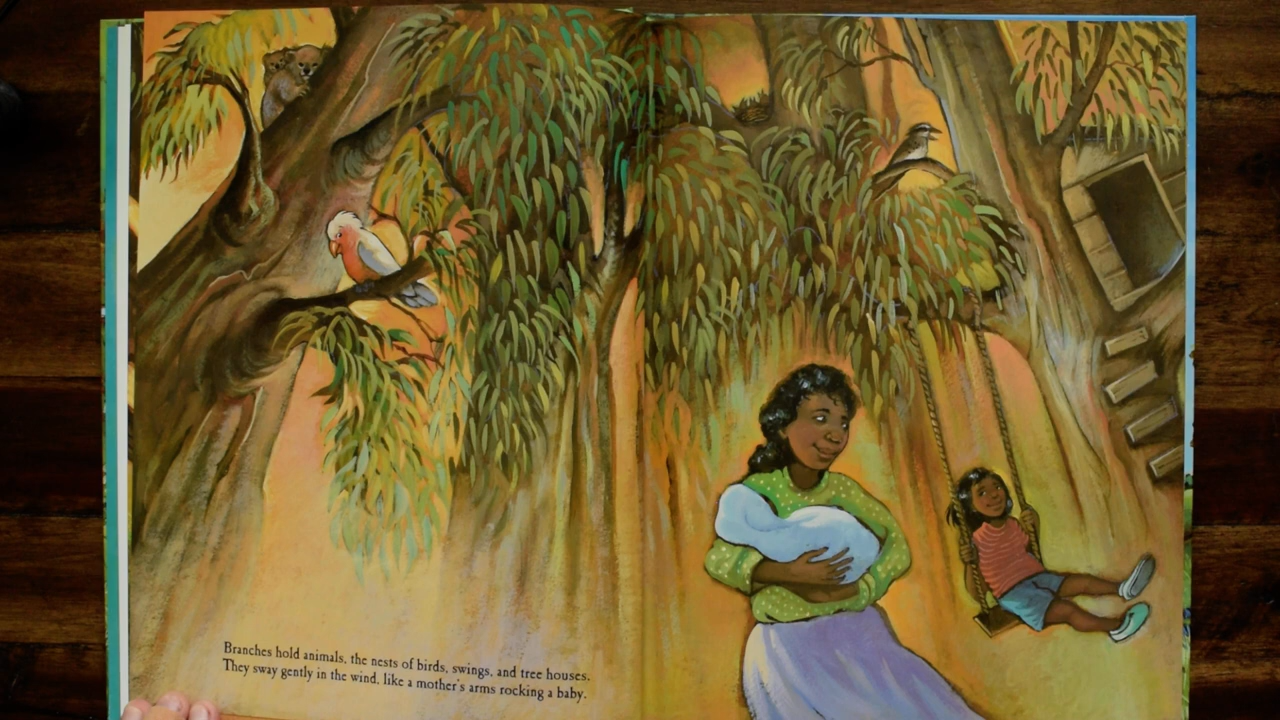 Branches hold animals, the nests of birds, swings, and tree houses.
They sway gently in the wind, like a mother's arms rocking a baby.